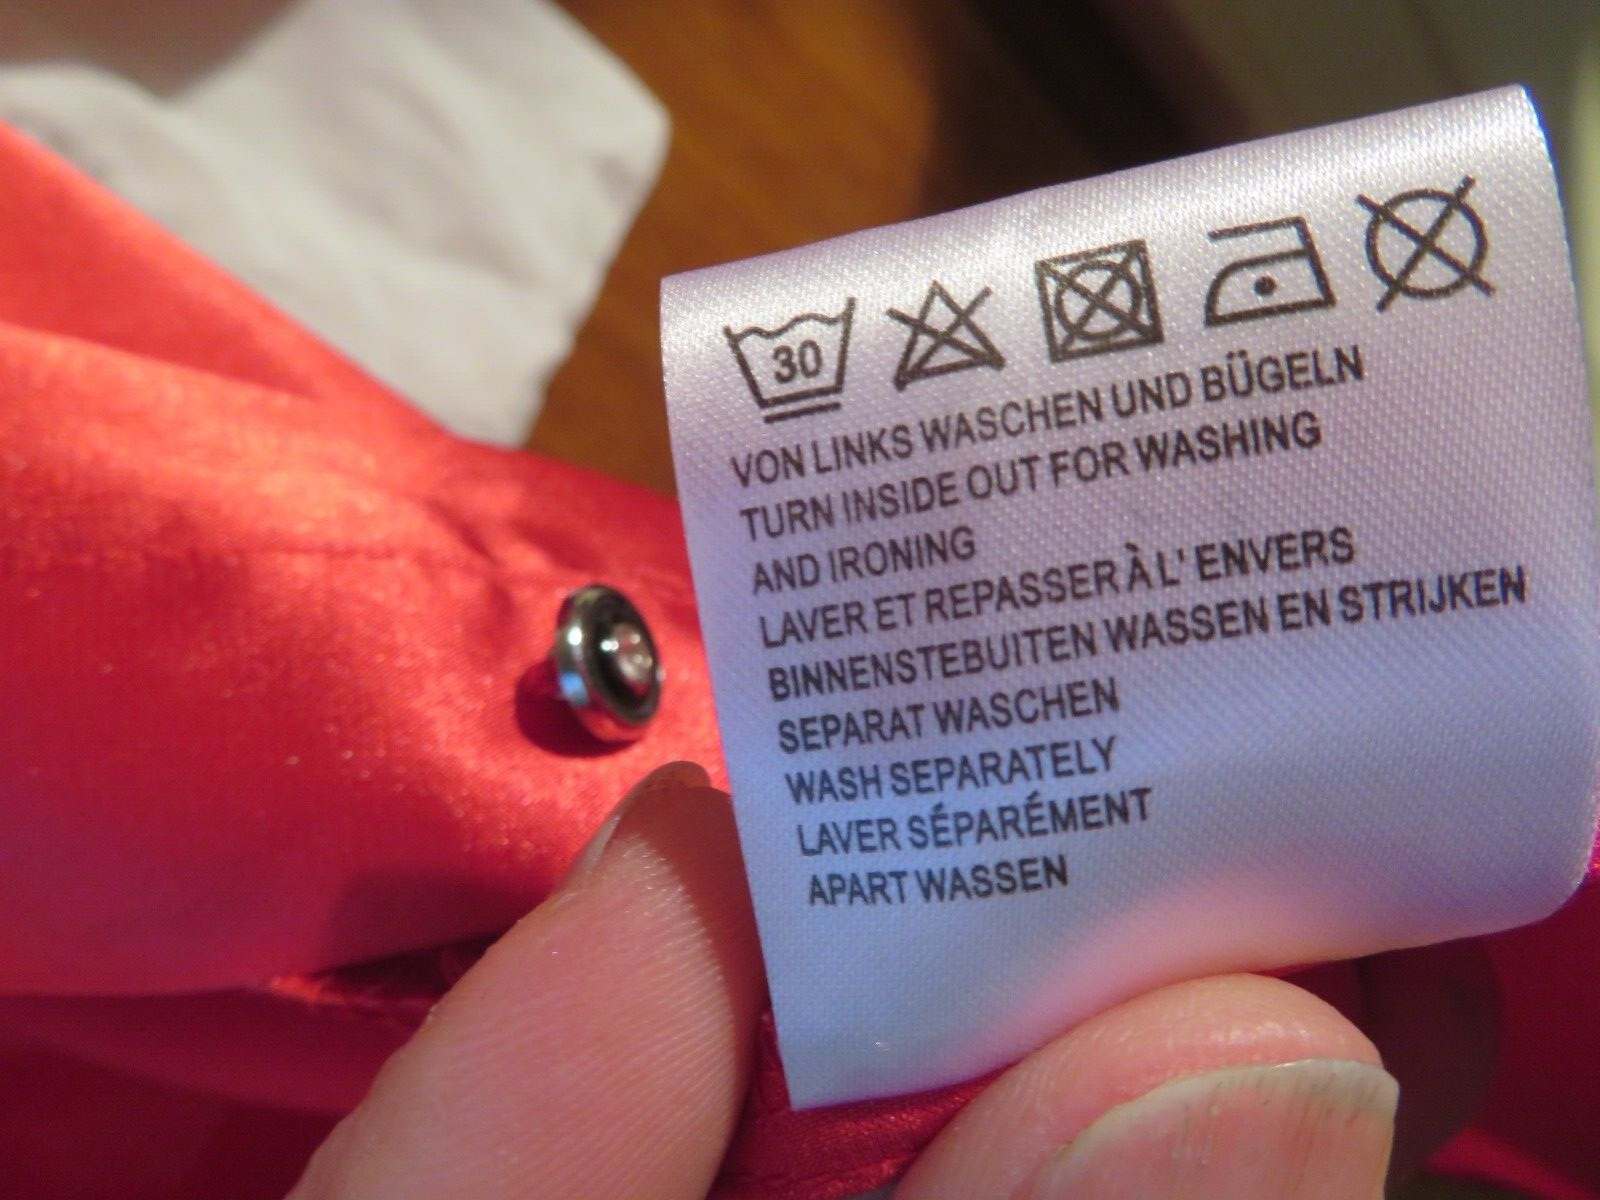 30
VON LINKS WASCHEN UND BÜGELN
TURN INSIDE OUT FOR WASHING
AND IRONING
LAVER ET REPASSER À L' ENVERS
BINNENSTEBUITEN WASSEN EN STRIJKEN
SEPARAT WASCHEN
WASH SEPARATELY
LAVER SÉPARÉMENT
APART WASSEN